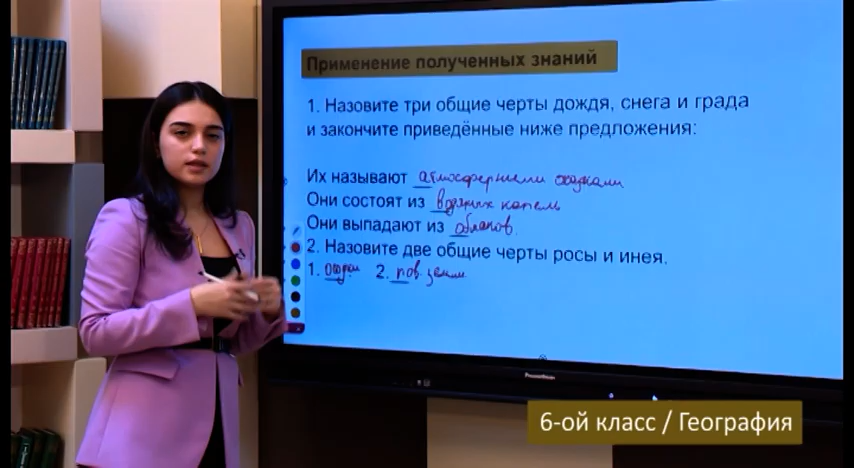 Применение полученных знаний
1. Назовите три общие черты дождя, снега и града
и закончите приведённые ниже предложения:
Их называют атмосферными осадками
Они состоят из водяных капель
Они выпадают из облаков.
2. Назовите две общие черты росы и инея.
1. осадки 2. пов. земли
6-ой класс / География